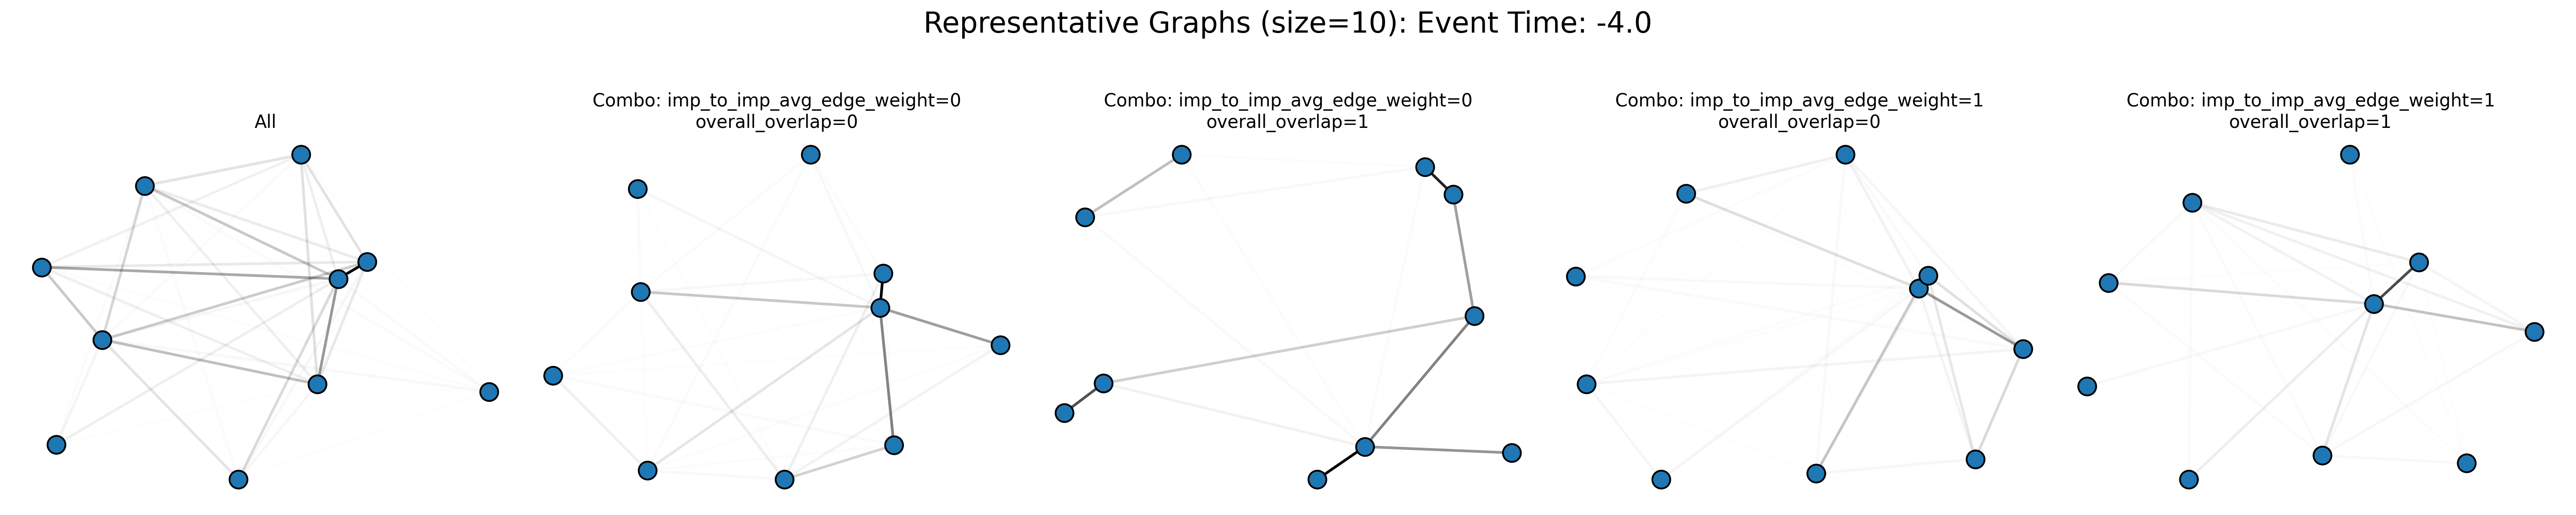 Representative Graphs (size=10): Event Time: -4.0
All
Combo: imp_to_imp_avg_edge_weight=0
overall_overlap=0
Combo: imp_to_imp_avg_edge_weight=0
overall_overlap=1
Combo: imp_to_imp_avg_edge_weight=1
overall_overlap=0
Combo: imp_to_imp_avg_edge_weight=1
overall_overlap=1